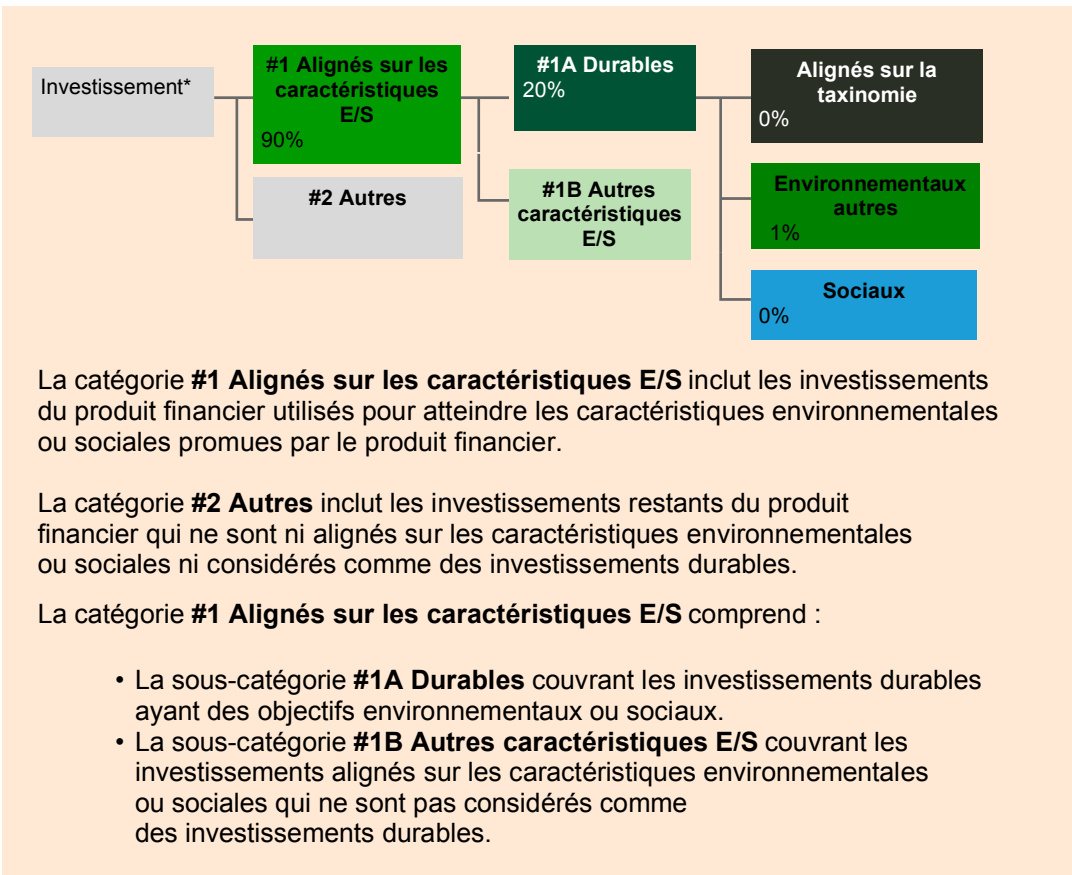 Investissement*
#1 Alignés sur les
caractéristiques
E/S
90%
#2 Autres
#1A Durables
20%
#1B Autres
caractéristiques
E/S
Alignés sur la
taxinomie
0%
Environnementaux
autres
1%
Sociaux
0%
La catégorie #1 Alignés sur les caractéristiques E/S inclut les investissements
du produit financier utilisés pour atteindre les caractéristiques environnementales
ou sociales promues par le produit financier.
La catégorie #2 Autres inclut les investissements restants du produit
financier qui ne sont ni alignés sur les caractéristiques environnementales
ou sociales ni considérés comme des investissements durables.
La catégorie #1 Alignés sur les caractéristiques E/S comprend :
• La sous-catégorie #1A Durables couvrant les investissements durables
ayant des objectifs environnementaux ou sociaux.
• La sous-catégorie #1B Autres caractéristiques E/S couvrant les
investissements alignés sur les caractéristiques environnementales
ou sociales qui ne sont pas considérés comme
des investissements durables.